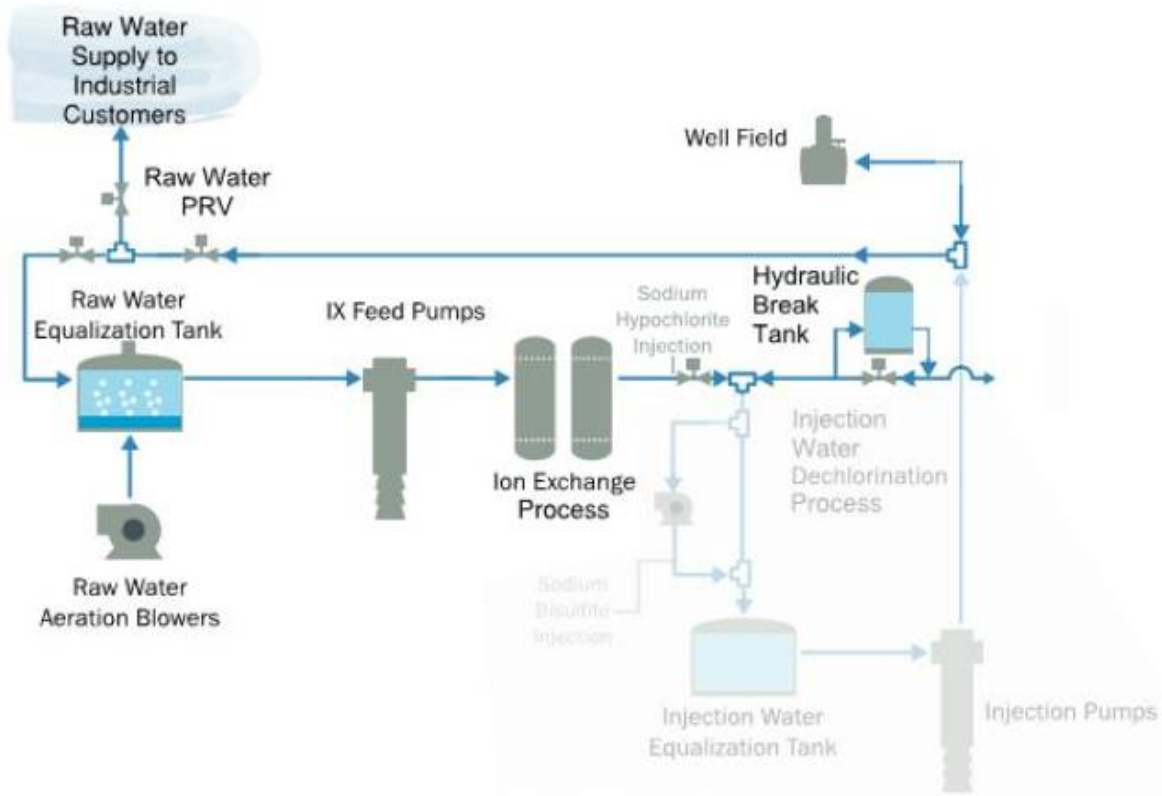 Raw Water
Supply to
Industrial
Customers
Well Field
Raw Water
PRV
Raw Water
Equalization Tank
IX Feed Pumps
Sodium
Hypochlorite
Injection
Hydraulic
Break
Tank
Injection
Water
Dechlorination
Process
Ion Exchange
Process
Raw Water
Aeration Blowers
Sodium
Bisulfite
Injection
Injection Water
Equalization Tank
Injection Pumps